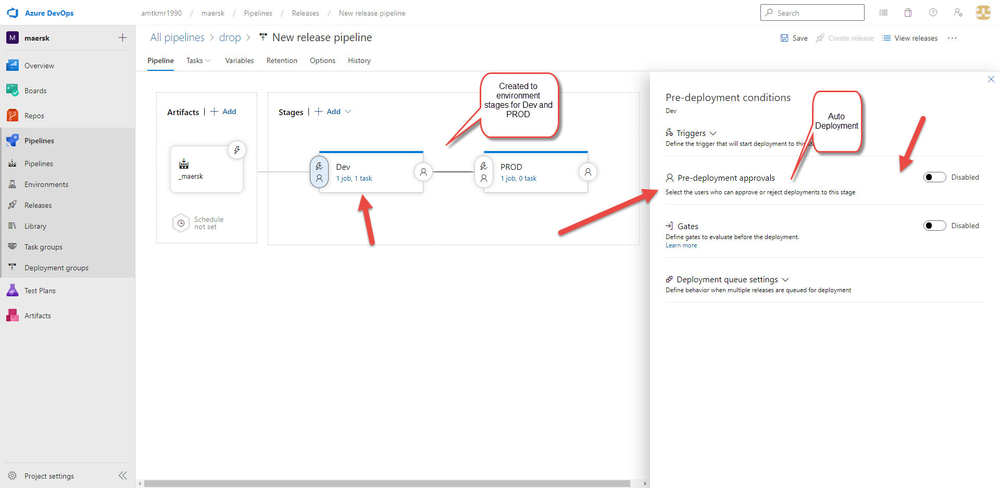 Azure DevOps
amtkmr1990 / maersk / Pipelines / Releases / New release pipeline
Search
M maersk
All pipelines > drop > New release pipeline
Save Create release View releases ...
Pipeline Tasks Variables Retention Options History
Overview
Boards
Repos
Pipelines
Pipelines
Environments
Releases
Library
Task groups
Deployment groups
Test Plans
Artifacts
Project settings
Artifacts | + Add
_maersk
Schedule
not set
Stages | + Add
Dev
1 job, 1 task
PROD
1 job, 0 task
Created to
environment
stages for Dev and
PROD
Pre-deployment conditions
Dev
Auto
Deployment
Triggers
Define the trigger that will start deployment to this
Pre-deployment approvals
Disabled
Select the users who can approve or reject deployments to this stage
Gates
Disabled
Define gates to evaluate before the deployment.
Learn more
Deployment queue settings
Define behavior when multiple releases are queued for deployment